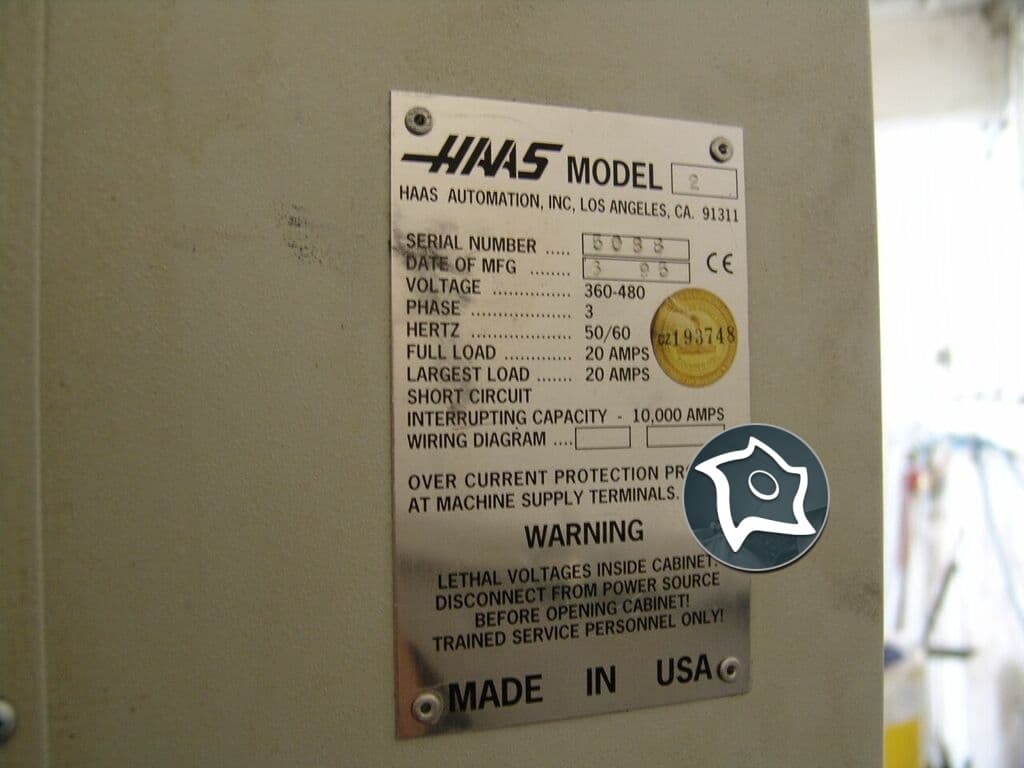 HAAS MODEL 2
HAAS AUTOMATION, INC, LOS ANGELES, CA. 91311
SERIAL NUMBER .....
DATE OF MFG ........
CE
VOLTAGE .............. 360-480
PHASE .................. 3
HERTZ .................. 50/60
FULL LOAD ............ 20 AMPS
cz193748
LARGEST LOAD ....... 20 AMPS
SHORT CIRCUIT
INTERRUPTING CAPACITY - 10,000 AMPS
WIRING DIAGRAM ....
OVER CURRENT PROTECTION
AT MACHINE SUPPLY TERMINALS.
WARNING
LETHAL VOLTAGES INSIDE CABINET!
DISCONNECT FROM POWER SOURCE
BEFORE OPENING CABINET!
TRAINED SERVICE PERSONNEL ONLY!
MADE IN USA